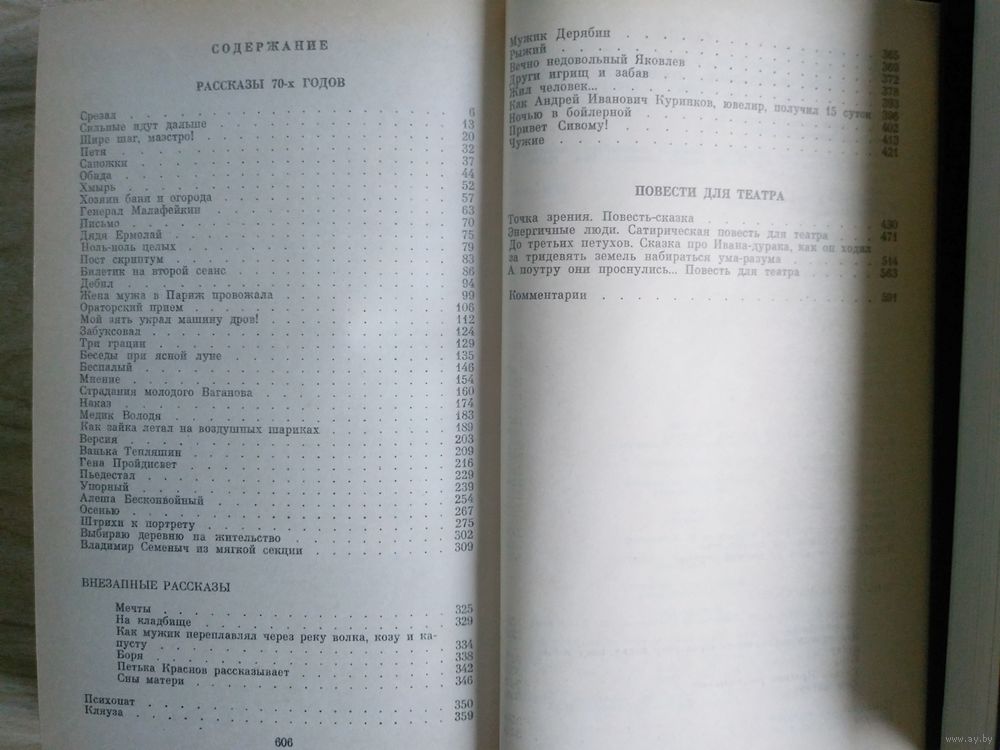 СОДЕРЖАНИЕ
РАССКАЗЫ 70-х ГОДОВ
Срезал . . . 6
Сильные идут дальше . . . 13
Шире шаг, маэстро! . . . 20
Петя . . . 32
Сапожки . . . 37
Обида . . . 44
Хмырь . . . 52
Хозяин бани и огорода . . . 57
Генерал Малафейкин . . . 63
Письмо . . . 70
Дядя Ермолай . . . 75
Ноль-ноль целых . . . 79
Пост скриптум . . . 83
Билетик на второй сеанс . . . 86
Дебил . . . 94
Жена мужа в Париж провожала . . . 99
Ораторский прием . . . 106
Мой зять украл машину дров! . . . 112
Забуксовал . . . 124
Три грации . . . 129
Беседы при ясной луне . . . 135
Беспалый . . . 146
Мнение . . . 154
Страдания молодого Ваганова . . . 160
Наказ . . . 174
Медик Володя . . . 183
Как зайка летал на воздушных шариках . . . 189
Версия . . . 203
Ванька Тепляшин . . . 209
Гена Пройдисвет . . . 216
Пьедестал . . . 229
Упорный . . . 239
Алеша Бесконвойный . . . 254
Осенью . . . 267
Штрихи к портрету . . . 275
Выбираю деревню на жительство . . . 302
Владимир Семеныч из мягкой секции . . . 309
ВНЕЗАПНЫЕ РАССКАЗЫ
Мечты . . . 325
На кладбище . . . 329
Как мужик переплавлял через реку волка, козу и ка-
пусту . . . 334
Боря . . . 338
Петька Краснов рассказывает . . . 342
Сны матери . . . 346
Психопат . . . 350
Кляуза . . . 359
606
Мужик Дерябин . . . 365
Рыжий . . . 369
Вечно недовольный Яковлев . . . 372
Други игрищ и забав . . . 378
Жил человек... . . . 393
Как Андрей Иванович Куринков, ювелир, получил 15 суток 396
Ночью в бойлерной . . . 402
Привет Сивому! . . . 413
Чужие . . . 421
ПОВЕСТИ ДЛЯ ТЕАТРА
Точка зрения. Повесть-сказка . . . 430
Энергичные люди. Сатирическая повесть для театра . . . 471
До третьих петухов. Сказка про Ивана-дурака, как он ходил
за тридевять земель набираться ума-разума . . . 514
А поутру они проснулись... Повесть для театра . . . 563
Комментарии . . . 591
www.ay.by